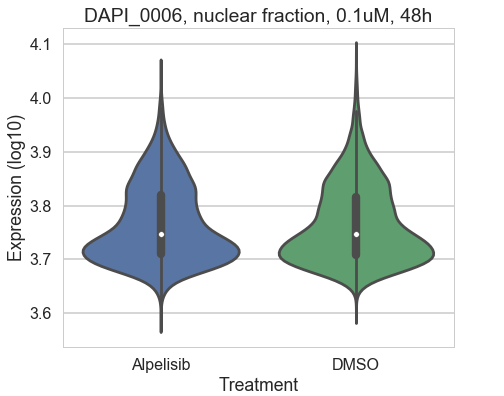 DAPI_0006, nuclear fraction, 0.1uM, 48h
4.1
4.0
3.9
3.8
3.7
3.6
Expression (log10)
Alpelisib
DMSO
Treatment